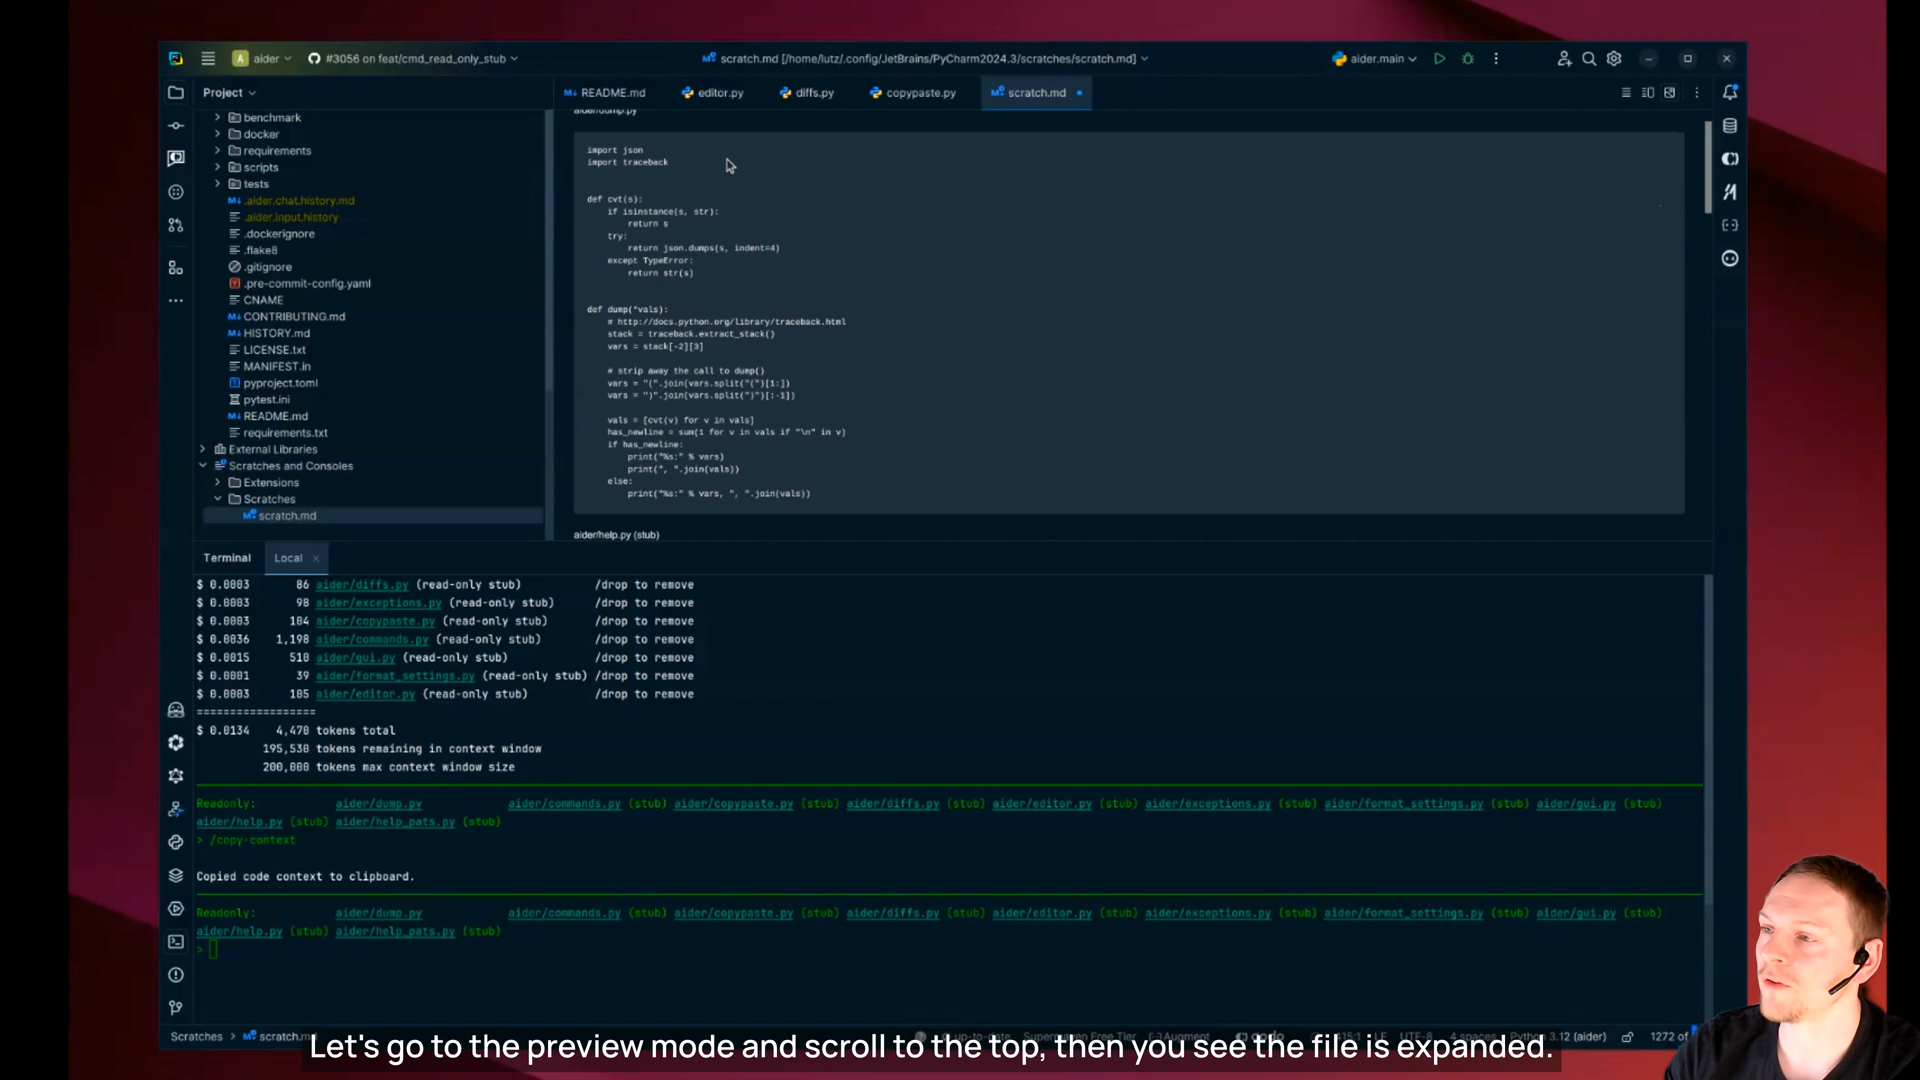 aider
#3056 on feat/cmd_read_only_stub
scratch.md [/home/lutz/.config/JetBrains/PyCharm2024.3/scratches/scratch.md]
aider.main
Project
README.md
editor.py
diffs.py
copypaste.py
scratch.md
benchmark
docker
requirements
scripts
tests
.aider.chat.history.md
.aider.input.history
.dockerignore
.flake8
.gitignore
.pre-commit-config.yaml
CNAME
CONTRIBUTING.md
HISTORY.md
LICENSE.txt
MANIFEST.in
pyproject.toml
pytest.ini
README.md
requirements.txt
External Libraries
Scratches and Consoles
Extensions
Scratches
scratch.md
aider/dump.py
import json
import traceback
def cvt(s):
if isinstance(s, str):
return s
try:
return json.dumps(s, indent=4)
except TypeError:
return str(s)
def dump(*vals):
# http://docs.python.org/library/traceback.html
stack = traceback.extract_stack()
vars = stack[-2][3]
# strip away the call to dump()
vars = "(".join(vars.split("(")[1:])
vars = ")".join(vars.split(")")[:-1])
vals = [cvt(v) for v in vals]
has_newline = sum(1 for v in vals if "\n" in v)
if has_newline:
print("%s:" % vars)
print(", ".join(vals))
else:
print("%s:" % vars, ", ".join(vals))
aider/help.py (stub)
Terminal
Local
$ 0.0003 86 aider/diffs.py (read-only stub) /drop to remove
$ 0.0003 98 aider/exceptions.py (read-only stub) /drop to remove
$ 0.0003 104 aider/copypaste.py (read-only stub) /drop to remove
$ 0.0036 1,198 aider/commands.py (read-only stub) /drop to remove
$ 0.0015 510 aider/gui.py (read-only stub) /drop to remove
$ 0.0001 39 aider/format_settings.py (read-only stub) /drop to remove
$ 0.0003 105 aider/editor.py (read-only stub) /drop to remove
==================
$ 0.0134 4,470 tokens total
195,530 tokens remaining in context window
200,000 tokens max context window size
Readonly: aider/dump.py aider/commands.py (stub) aider/copypaste.py (stub) aider/diffs.py (stub) aider/editor.py (stub) aider/exceptions.py (stub) aider/format_settings.py (stub) aider/gui.py (stub)
aider/help.py (stub) aider/help_pats.py (stub)
> /copy-context
Copied code context to clipboard.
Readonly: aider/dump.py aider/commands.py (stub) aider/copypaste.py (stub) aider/diffs.py (stub) aider/editor.py (stub) aider/exceptions.py (stub) aider/format_settings.py (stub) aider/gui.py (stub)
aider/help.py (stub) aider/help_pats.py (stub)
>
Scratches > scratch.m
3.12 (aider) 1272 of
Let's go to the preview mode and scroll to the top, then you see the file is expanded.